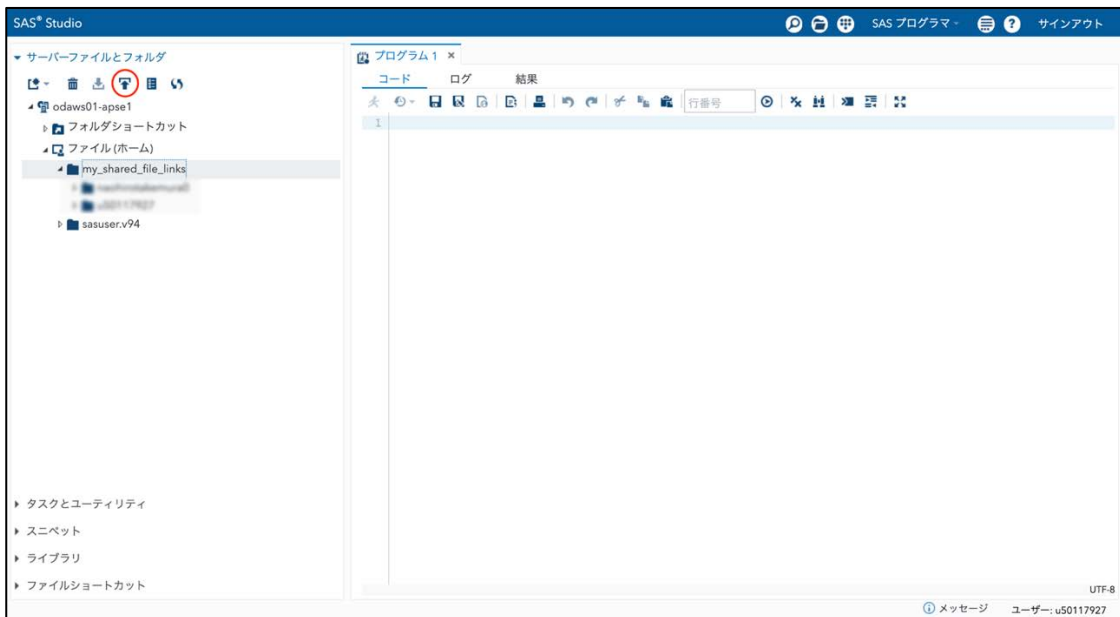 SAS® Studio
SAS プログラマ
サインアウト
サーバーファイルとフォルダ
odaws01-apse1
フォルダショートカット
ファイル (ホーム)
my_shared_file_links
sasuser.v94
タスクとユーティリティ
スニペット
ライブラリ
ファイルショートカット
プログラム 1
コード ログ 結果
行番号
1
UTF-8
メッセージ ユーザー: u50117927